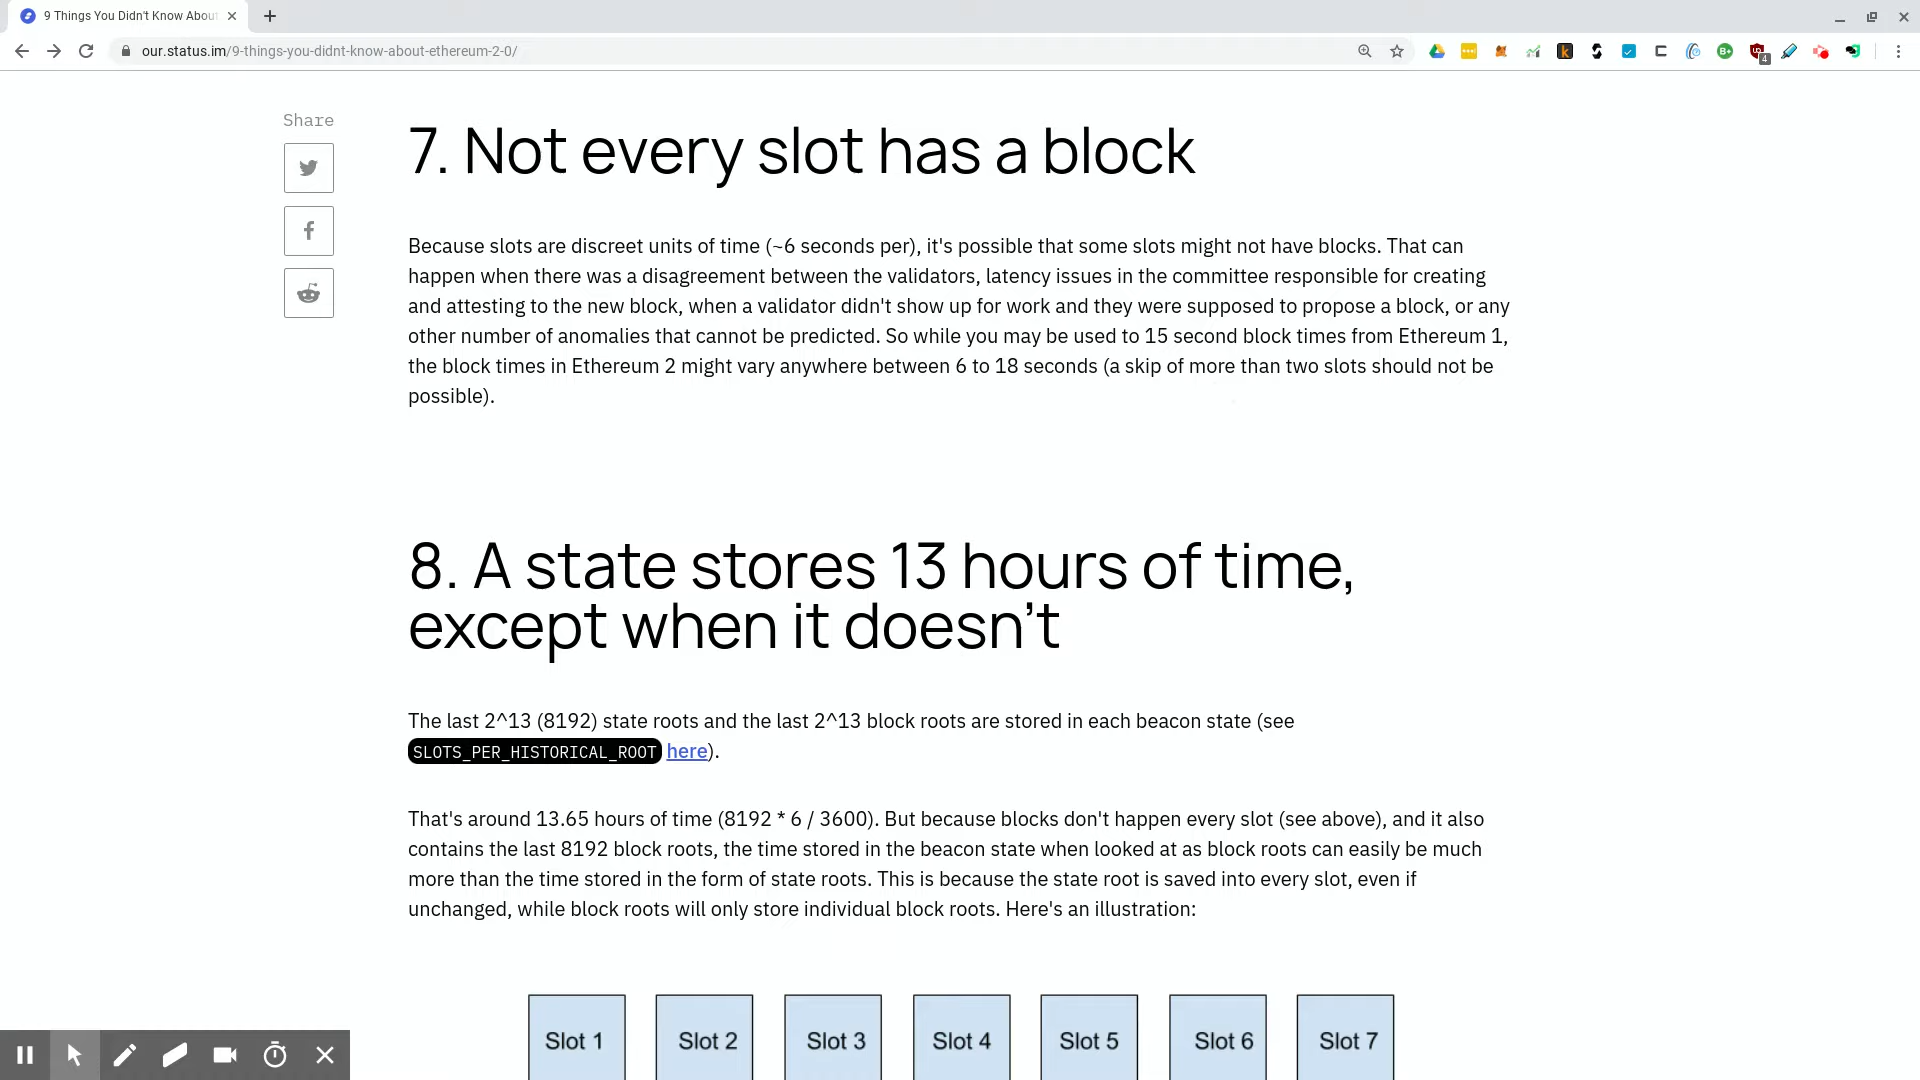 9 Things You Didn't Know Abou
our.status.im/9-things-you-didnt-know-about-ethereum-2-0/
4
Share
7. Not every slot has a block
Because slots are discreet units of time (~6 seconds per), it's possible that some slots might not have blocks. That can
happen when there was a disagreement between the validators, latency issues in the committee responsible for creating
and attesting to the new block, when a validator didn't show up for work and they were supposed to propose a block, or any
other number of anomalies that cannot be predicted. So while you may be used to 15 second block times from Ethereum 1,
the block times in Ethereum 2 might vary anywhere between 6 to 18 seconds (a skip of more than two slots should not be
possible).
8. A state stores 13 hours of time,
except when it doesn’t
The last 2^13 (8192) state roots and the last 2^13 block roots are stored in each beacon state (see
SLOTS_PER_HISTORICAL_ROOT here).
That's around 13.65 hours of time (8192 * 6 / 3600). But because blocks don't happen every slot (see above), and it also
contains the last 8192 block roots, the time stored in the beacon state when looked at as block roots can easily be much
more than the time stored in the form of state roots. This is because the state root is saved into every slot, even if
unchanged, while block roots will only store individual block roots. Here's an illustration:
Slot 1 Slot 2 Slot 3 Slot 4 Slot 5 Slot 6 Slot 7